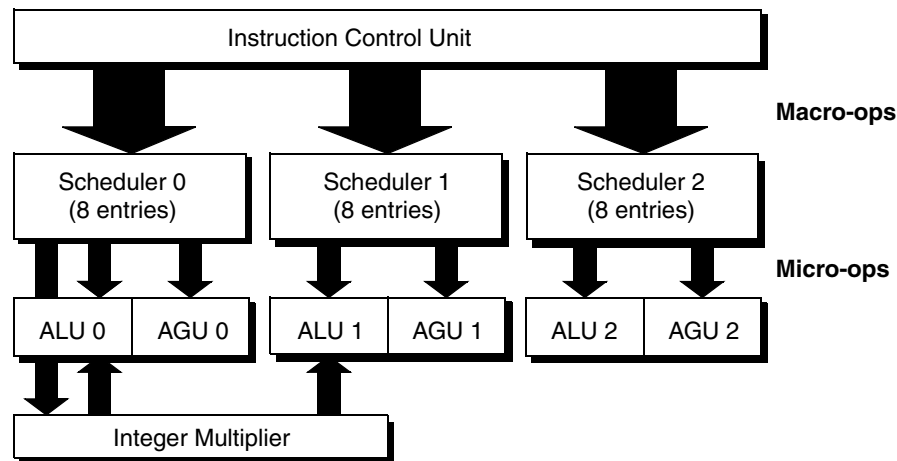 Instruction Control Unit
Macro-ops
Scheduler 0
(8 entries)
Scheduler 1
(8 entries)
Scheduler 2
(8 entries)
Micro-ops
ALU 0
AGU 0
ALU 1
AGU 1
ALU 2
AGU 2
Integer Multiplier